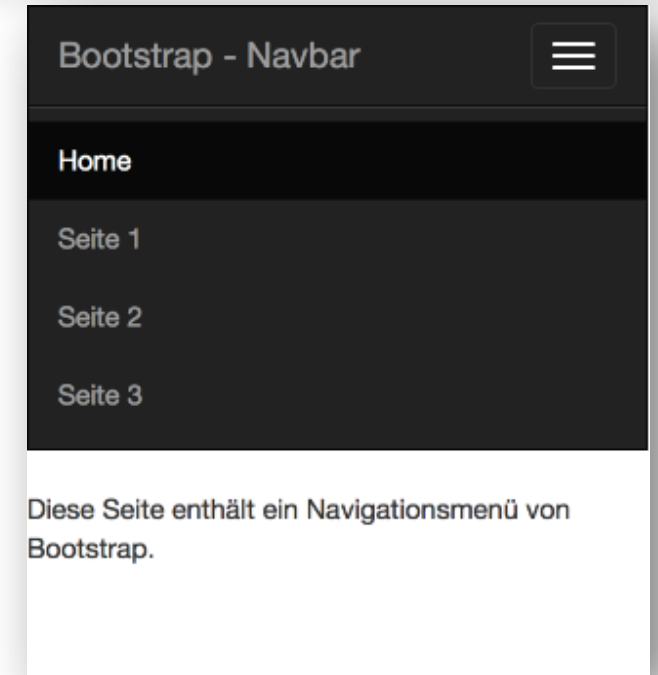 Bootstrap - Navbar
Home
Seite 1
Seite 2
Seite 3
Diese Seite enthält ein Navigationsmenü von
Bootstrap.